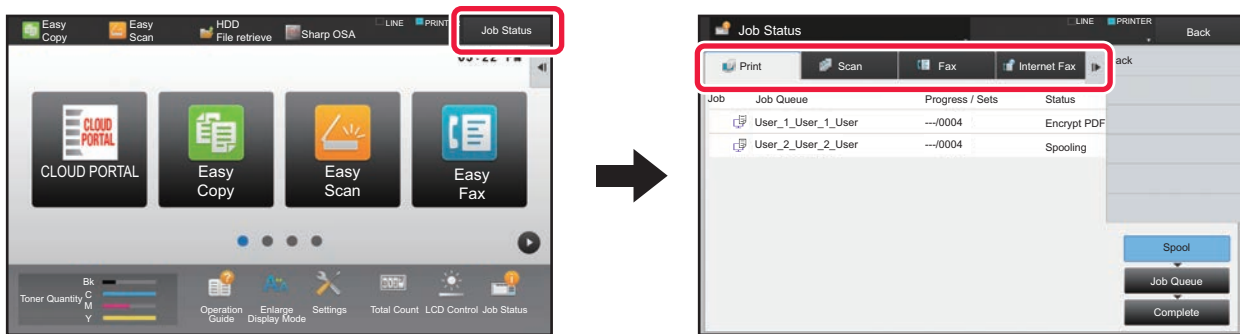 Easy Copy
Easy Scan
HDD File retrieve
Sharp OSA
LINE
PRINT
Job Status
CLOUD PORTAL
CLOUD PORTAL
Easy Copy
Easy Scan
Easy Fax
Toner Quantity
Bk
C
M
Y
Operation Guide
Enlarge Display Mode
Settings
Total Count
LCD Control
Job Status
Job Status
LINE
PRINTER
Back
Print
Scan
Fax
Internet Fax
ack
Job
Job Queue
Progress / Sets
Status
User_1_User_1_User
---/0004
Encrypt PDF
User_2_User_2_User
---/0004
Spooling
Spool
Job Queue
Complete